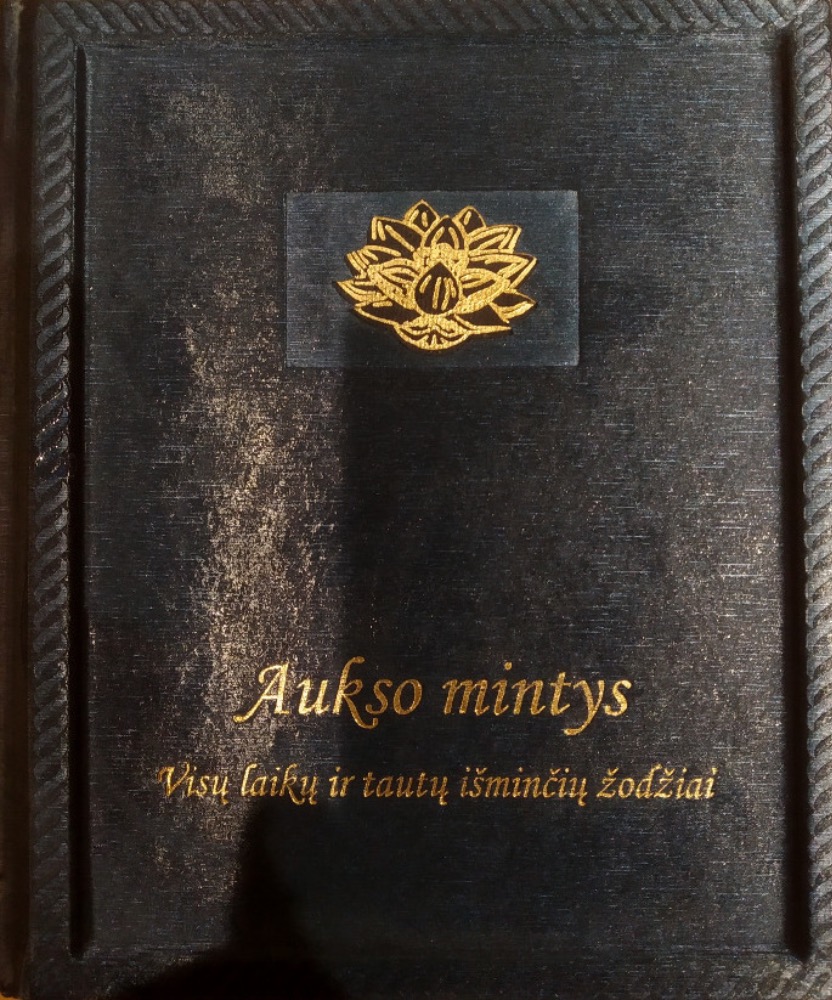 Aukso mintys
Visų laikų ir tautų išminčių žodžiai